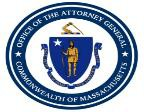 OFFICE OF THE ATTORNEY GENERAL
COMMONWEALTH OF MASSACHUSETTS